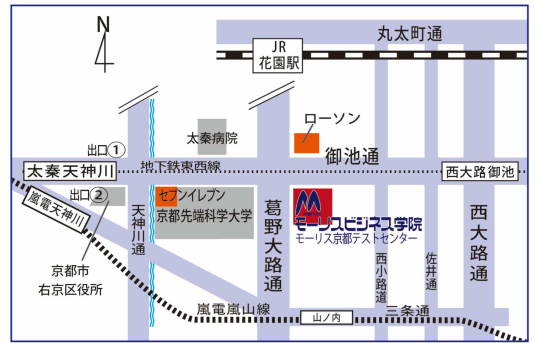 N
丸太町通
JR
花園駅
太秦病院
ローソン
出口①
御池通
太秦天神川
地下鉄東西線
西大路御池
出口②
セブンイレブン
京都先端科学大学
嵐電天神川
天神川通
葛野大路通
モーリスビジネス学院
モーリス京都テストセンター
西小路通
佐井通
西大路通
京都市
右京区役所
嵐電嵐山線
山ノ内
三条通